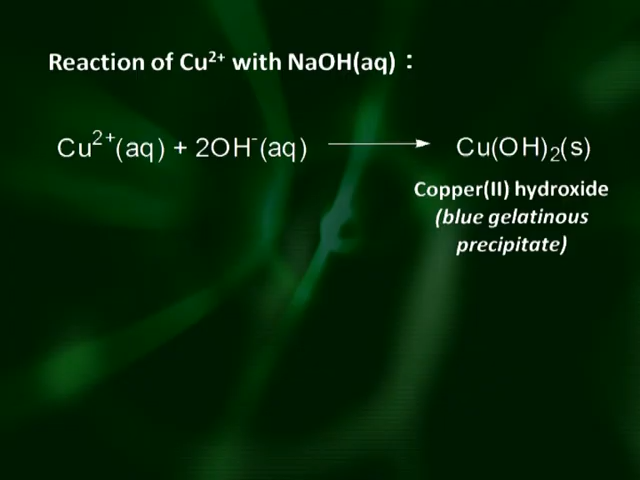 Reaction of Cu²⁺ with NaOH(aq) :
Cu²⁺(aq) + 2OH⁻(aq) ⟶ Cu(OH)₂(s)
Copper(II) hydroxide
(blue gelatinous
precipitate)